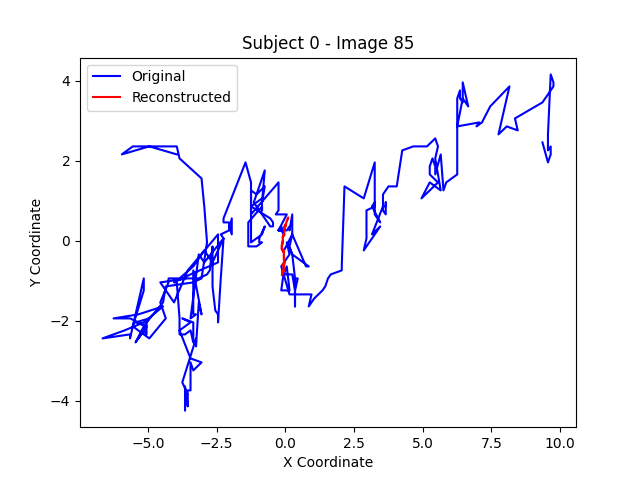 Subject 0 - Image 85
Original
Reconstructed
4
2
0
−2
−4
Y Coordinate
−5.0 −2.5 0.0 2.5 5.0 7.5 10.0
X Coordinate